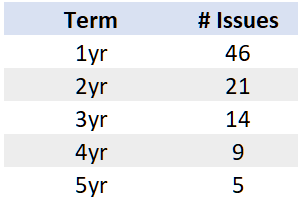 Term # Issues
1yr 46
2yr 21
3yr 14
4yr 9
5yr 5